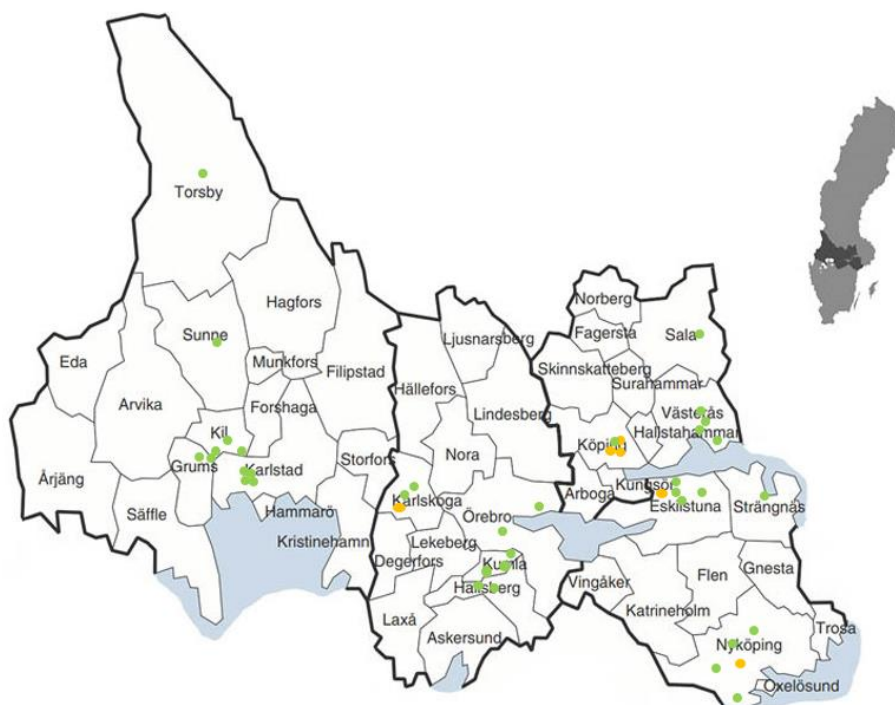 Torsby
Hagfors
Norberg
Sunne
Ljusnarsberg
Fagersta
Sala
Eda
Munkfors
Filipstad
Hällefors
Skinnskatteberg
Surahammar
Arvika
Forshaga
Lindesberg
Västerås
Kil
Hallstahammar
Köping
Nora
Storfors
Grums
Karlstad
Årjäng
Kungsör
Arboga
Karlskoga
Eskilstuna
Strängnäs
Säffle
Hammarö
Örebro
Kristinehamn
Lekeberg
Degerfors
Kumla
Gnesta
Vingåker
Flen
Hallsberg
Katrineholm
Laxå
Askersund
Trosa
Nyköping
Oxelösund